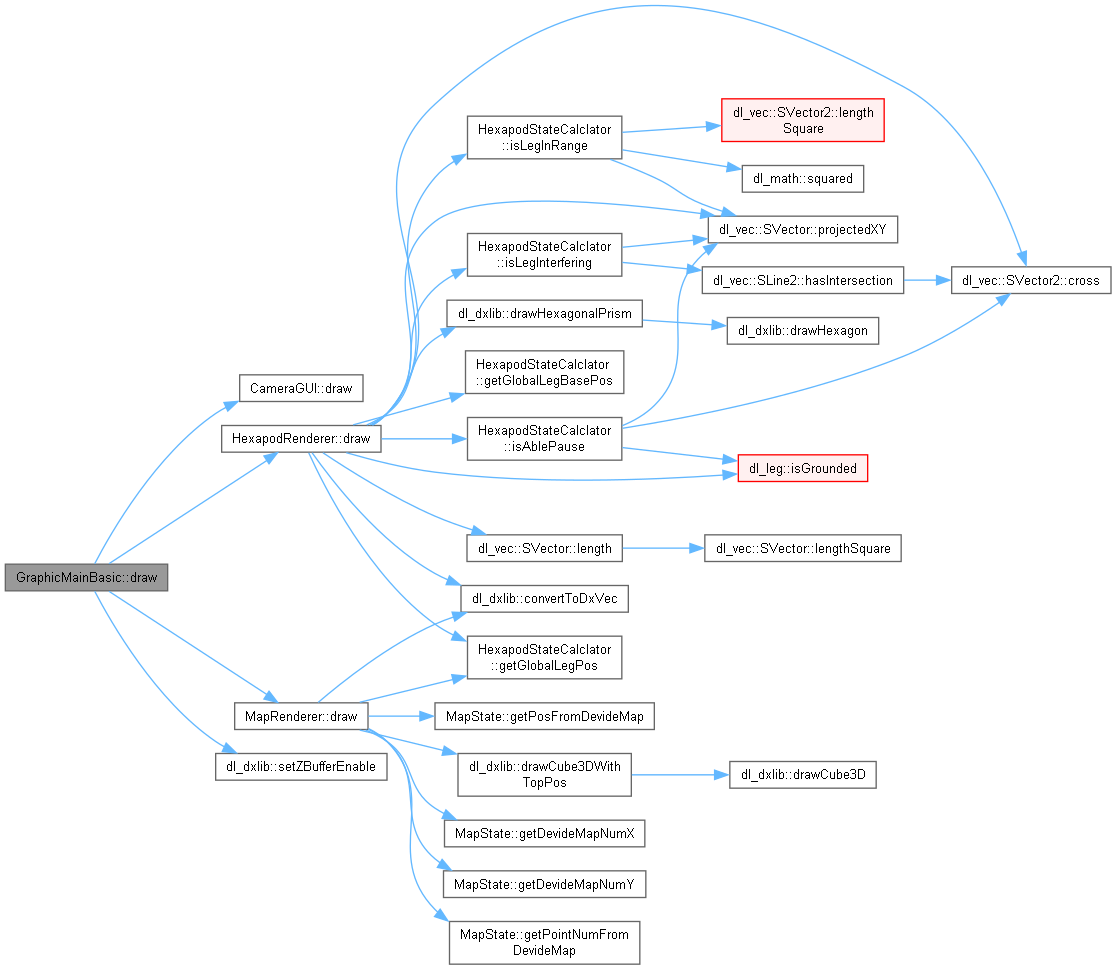 GraphicMainBasic::draw
CameraGUI::draw
HexapodRenderer::draw
MapRenderer::draw
dl_dxlib::setZBufferEnable
HexapodStateCalclator
::isLegInRange
HexapodStateCalclator
::isLegInterfering
dl_dxlib::drawHexagonalPrism
HexapodStateCalclator
::getGlobalLegBasePos
HexapodStateCalclator
::isAblePause
dl_vec::SVector::length
dl_dxlib::convertToDxVec
HexapodStateCalclator
::getGlobalLegPos
MapState::getPosFromDevideMap
dl_dxlib::drawCube3DWith
TopPos
MapState::getDevideMapNumX
MapState::getDevideMapNumY
MapState::getPointNumFrom
DevideMap
dl_vec::SVector2::length
Square
dl_math::squared
dl_vec::SVector::projectedXY
dl_vec::SLine2::hasIntersection
dl_dxlib::drawHexagon
dl_leg::isGrounded
dl_vec::SVector::lengthSquare
dl_dxlib::drawCube3D
dl_vec::SVector2::cross